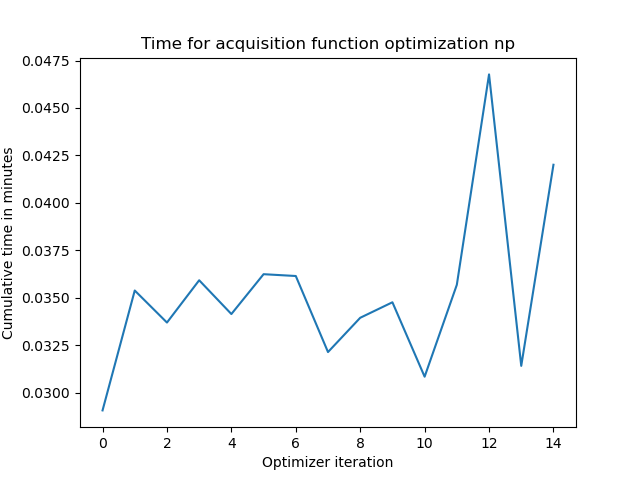 Time for acquisition function optimization np
Cumulative time in minutes
0.0475
0.0450
0.0425
0.0400
0.0375
0.0350
0.0325
0.0300
0 2 4 6 8 10 12 14
Optimizer iteration